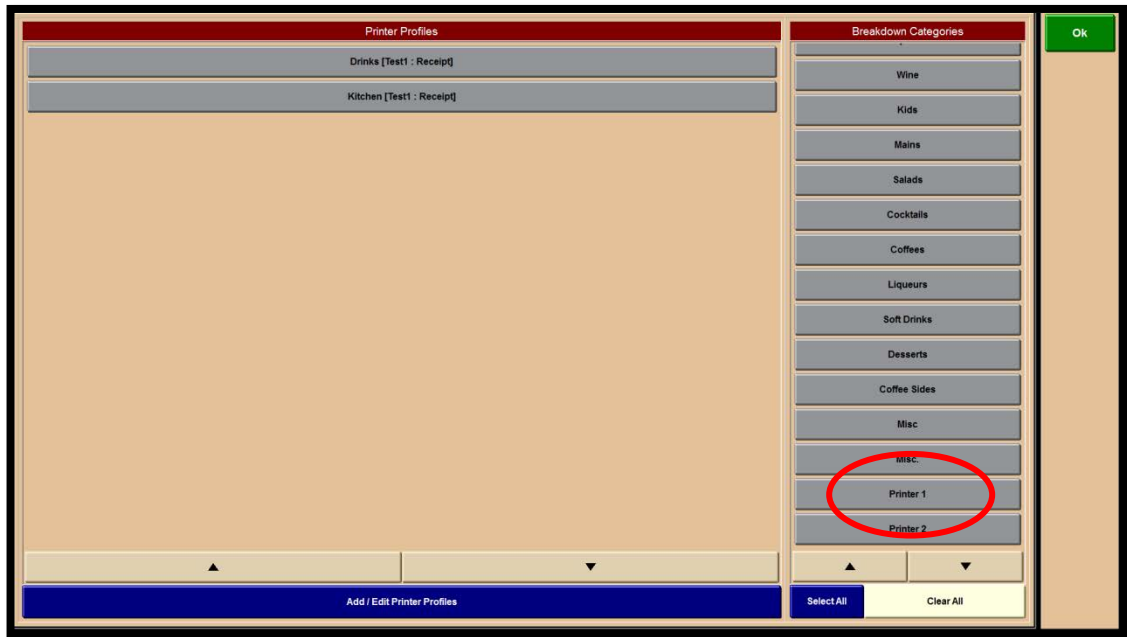 Printer Profiles
Drinks [Test1 : Receipt]
Kitchen [Test1 : Receipt]
Add / Edit Printer Profiles
Breakdown Categories
Wine
Kids
Mains
Salads
Cocktails
Coffees
Liqueurs
Soft Drinks
Desserts
Coffee Sides
Misc
Misc.
Printer 1
Printer 2
Select All
Clear All
Ok